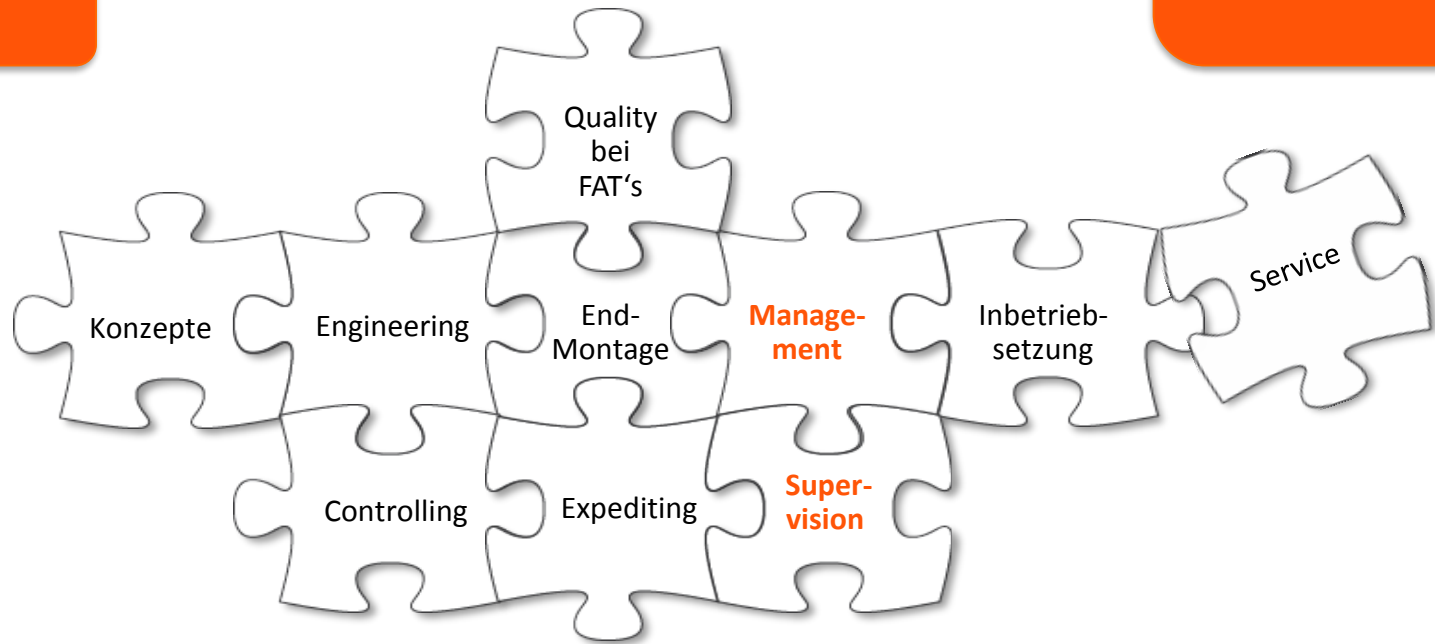 Quality
bei
FAT‘s
Konzepte
Engineering
End-
Montage
Manage-
ment
Inbetrieb-
setzung
Service
Controlling
Expediting
Super-
vision